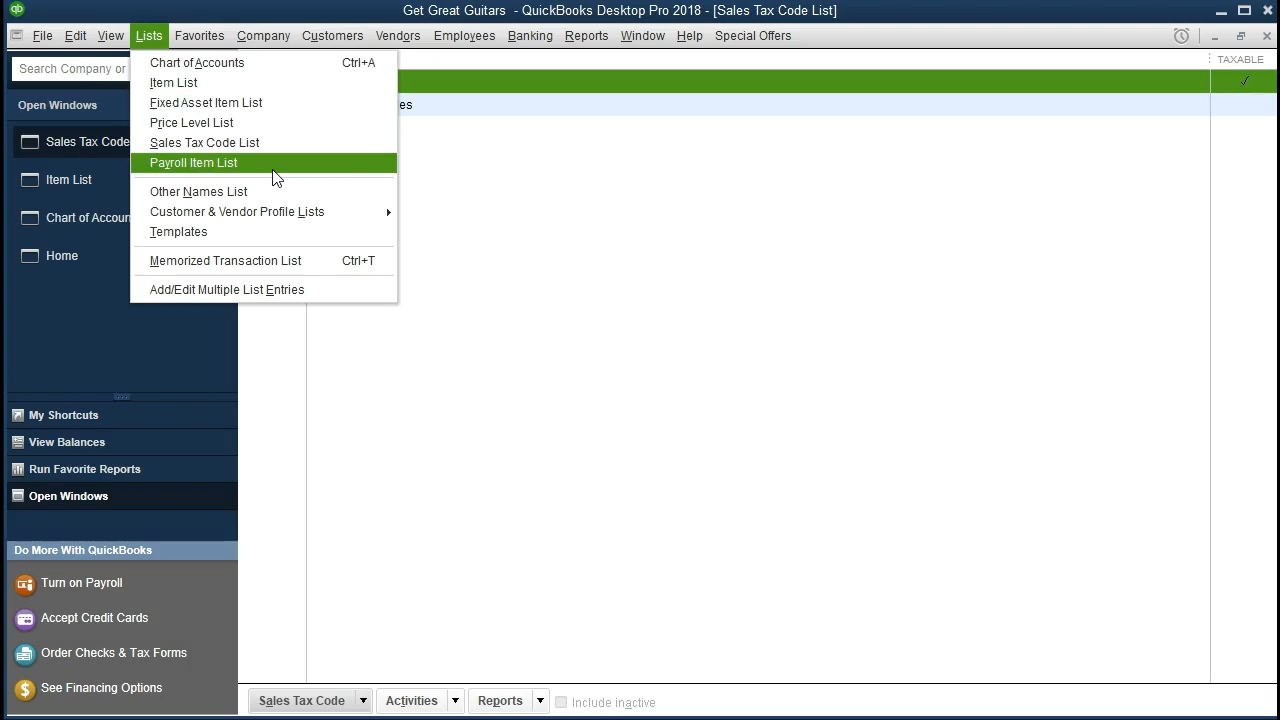 qb
Get Great Guitars - QuickBooks Desktop Pro 2018 - [Sales Tax Code List]
File Edit View Lists Favorites Company Customers Vendors Employees Banking Reports Window Help Special Offers
Search Company or
Open Windows
Sales Tax Code
Item List
Chart of Accoun
Home
Chart of Accounts Ctrl+A
Item List
Fixed Asset Item List
Price Level List
Sales Tax Code List
Payroll Item List
Other Names List
Customer & Vendor Profile Lists
Templates
Memorized Transaction List Ctrl+T
Add/Edit Multiple List Entries
TAXABLE
es
My Shortcuts
View Balances
Run Favorite Reports
Open Windows
Do More With QuickBooks
Turn on Payroll
Accept Credit Cards
Order Checks & Tax Forms
$ See Financing Options
Sales Tax Code Activities Reports Include inactive